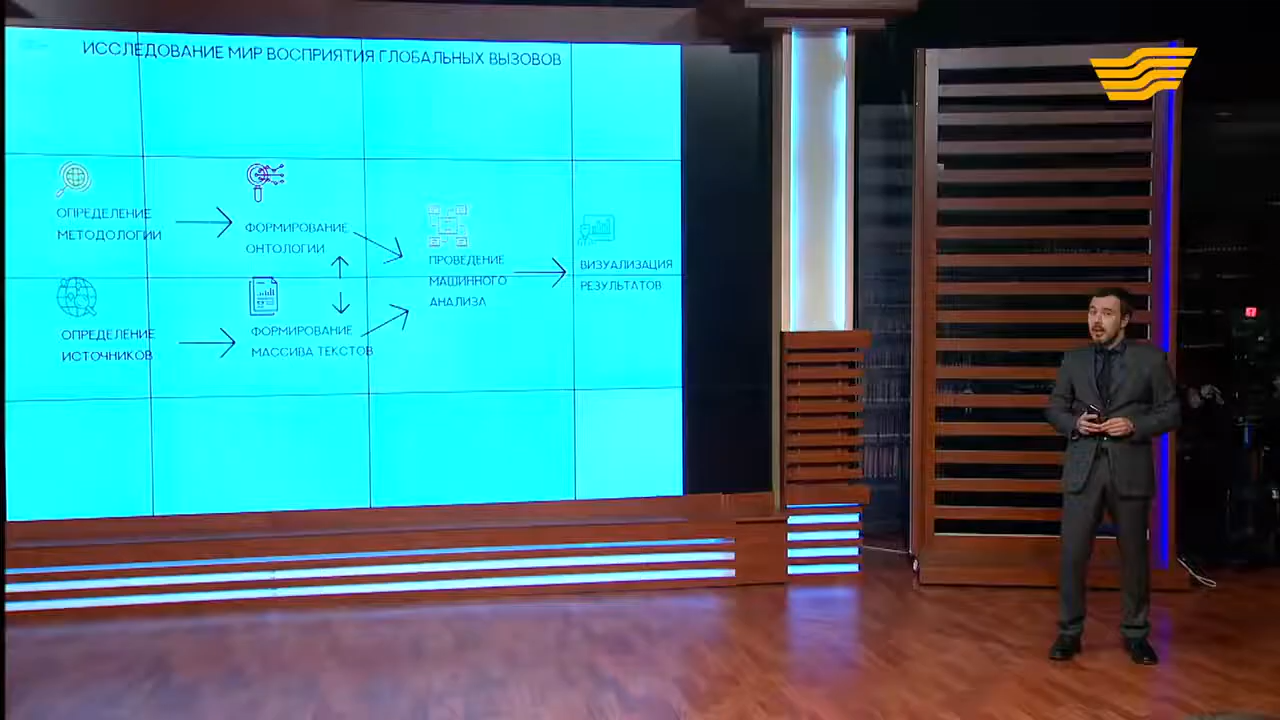 ИССЛЕДОВАНИЕ МИР ВОСПРИЯТИЯ ГЛОБАЛЬНЫХ ВЫЗОВОВ
ОПРЕДЕЛЕНИЕ
МЕТОДОЛОГИИ
ФОРМИРОВАНИЕ
ОНТОЛОГИИ
ОПРЕДЕЛЕНИЕ
ИСТОЧНИКОВ
ФОРМИРОВАНИЕ
МАССИВА ТЕКСТОВ
ПРОВЕДЕНИЕ
МАШИННОГО
АНАЛИЗА
ВИЗУАЛИЗАЦИЯ
РЕЗУЛЬТАТОВ